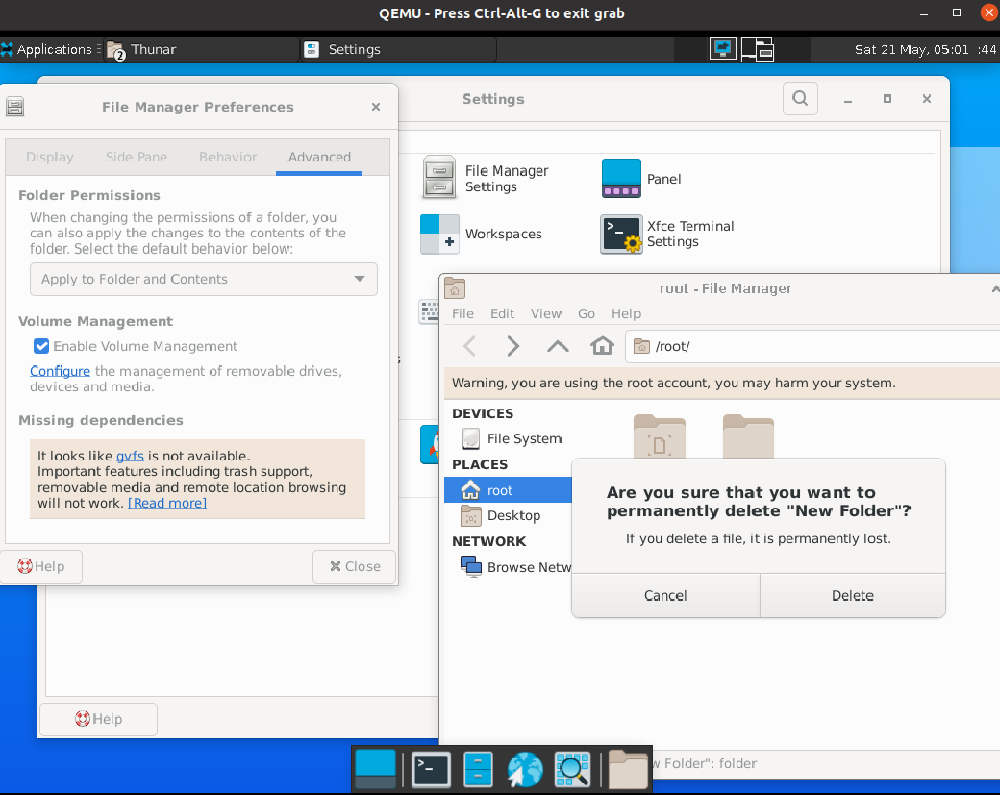 QEMU - Press Ctrl-Alt-G to exit grab
Applications
2
Thunar
Settings
Sat 21 May, 05:01 :44
File Manager Preferences
Display
Side Pane
Behavior
Advanced
Folder Permissions
When changing the permissions of a folder, you
can also apply the changes to the contents of the
folder. Select the default behavior below:
Apply to Folder and Contents
Volume Management
Enable Volume Management
Configure the management of removable drives,
devices and media.
Missing dependencies
It looks like gvfs is not available.
Important features including trash support,
removable media and remote location browsing
will not work. [Read more]
Help
Close
Settings
File Manager
Settings
Panel
Workspaces
Xfce Terminal
Settings
Help
root - File Manager
File
Edit
View
Go
Help
/root/
Warning, you are using the root account, you may harm your system.
DEVICES
File System
PLACES
root
Desktop
NETWORK
Browse Netw
Are you sure that you want to
permanently delete "New Folder"?
If you delete a file, it is permanently lost.
Cancel
Delete
w Folder": folder